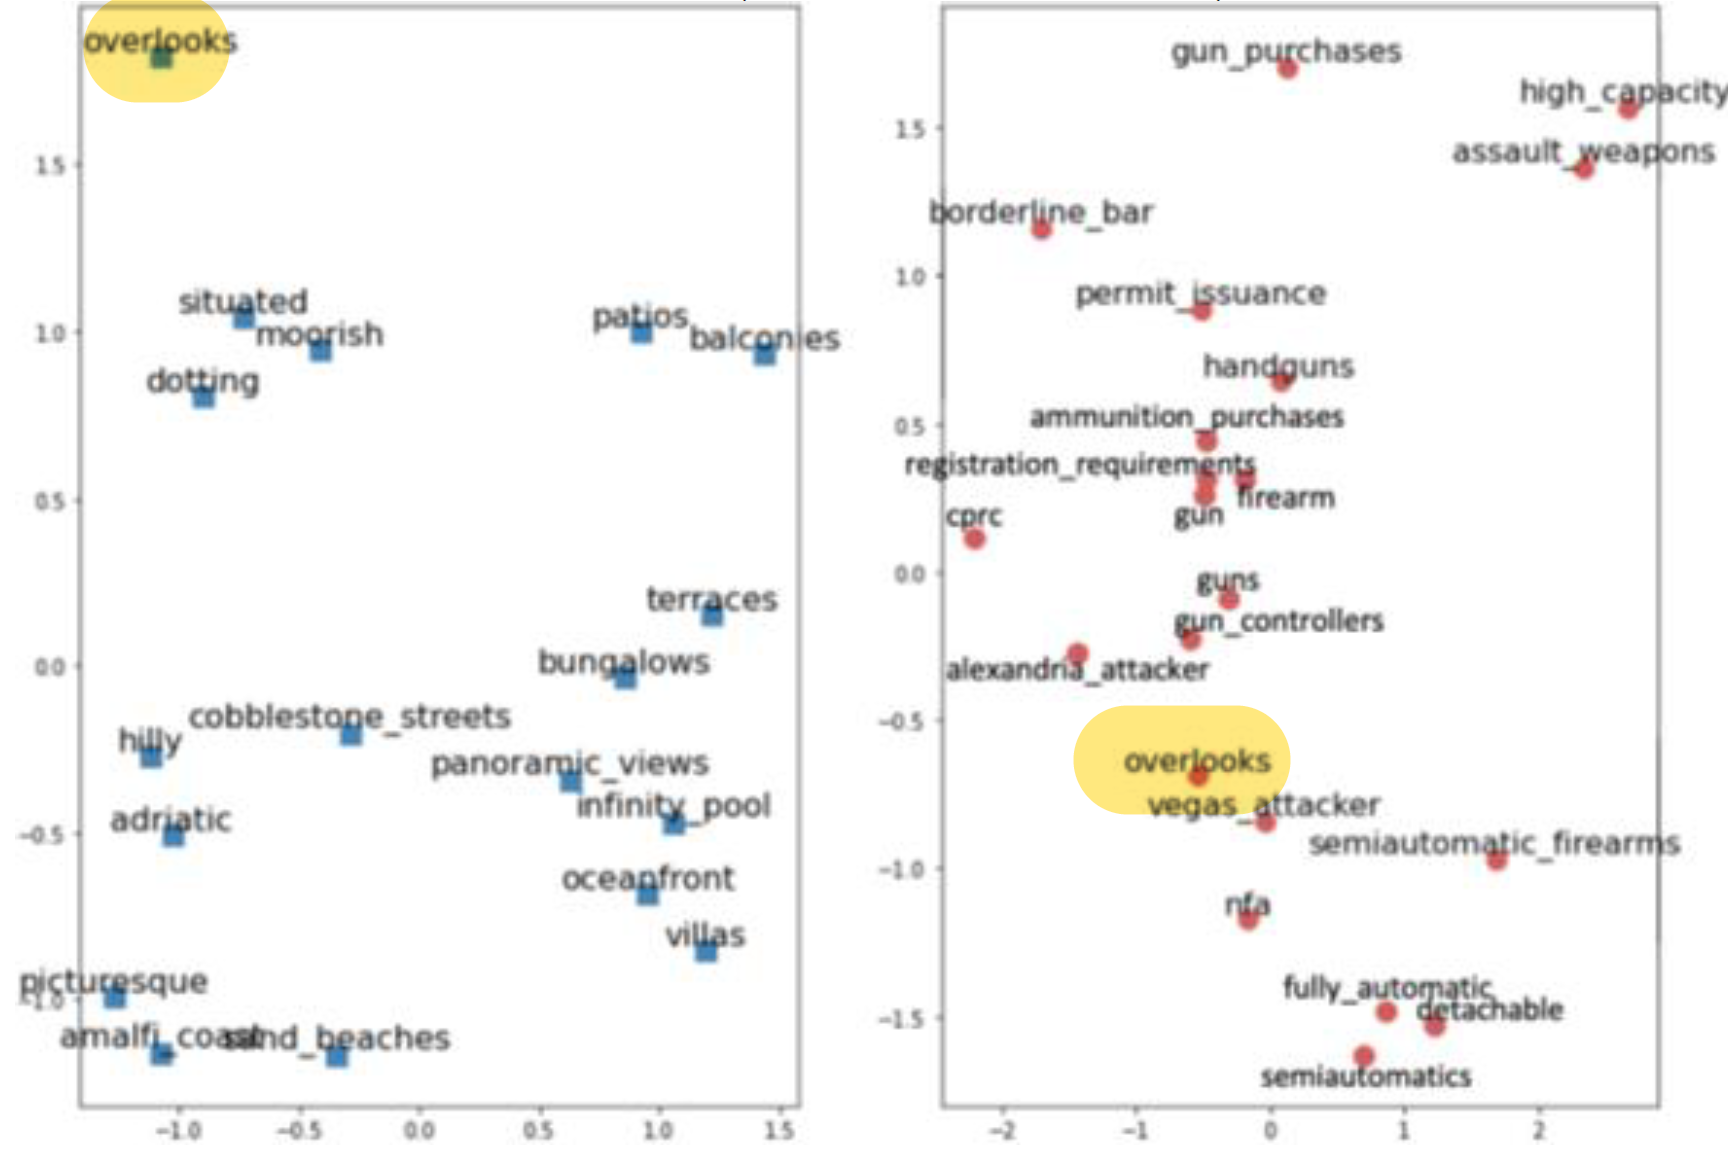 overlooks
1.5
situated
moorish
patios
balconies
1.0
dotting
0.5
terraces
bungalows
0.0
cobblestone_streets
hilly
panoramic_views
infinity_pool
adriatic
−0.5
oceanfront
villas
picturesque
−1.0
amalfi_coast
sand_beaches
−1.0 −0.5 0.0 0.5 1.0 1.5
gun_purchases
high_capacity
1.5
assault_weapons
borderline_bar
1.0
permit_issuance
handguns
0.5
ammunition_purchases
registration_requirements
firearm
gun
cprc
0.0
guns
gun_controllers
alexandria_attacker
−0.5
overlooks
vegas_attacker
semiautomatic_firearms
−1.0
nfa
fully_automatic
detachable
−1.5
semiautomatics
−2 −1 0 1 2